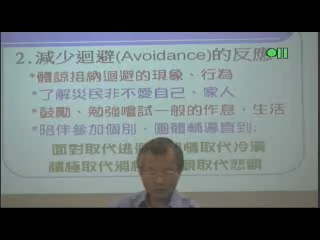 2.減少迴避(Avoidance)的反應
*體諒接納迴避的現象、行為
*了解災民非不愛自己、家人
*鼓勵、勉強嚐試一般的作息、生活
*陪伴參加個別、團體輔導直到:
面對取代逃 情取代冷漠
積極取代消 觀取代悲觀